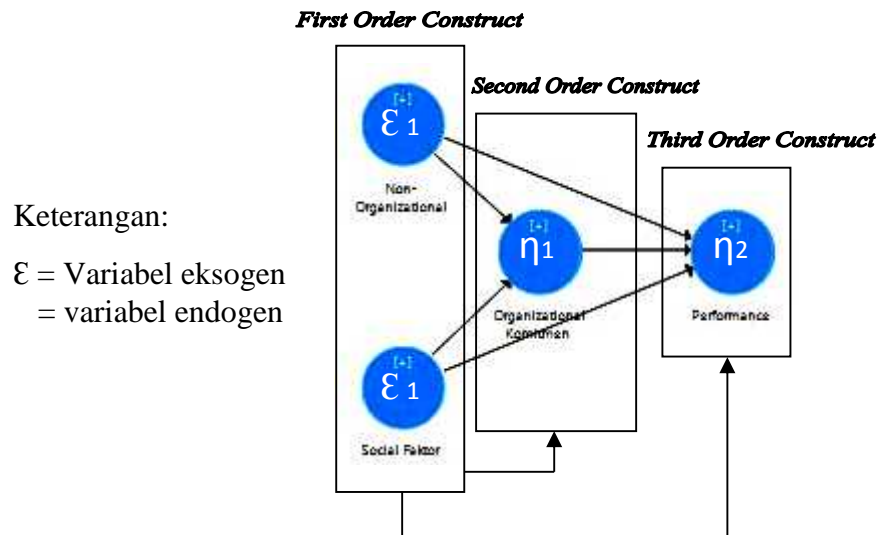 First Order Construct
Second Order Construct
Third Order Construct
[+]
Ɛ 1
Non-
Organizational
Keterangan:
Ɛ = Variabel eksogen
= variabel endogen
[+]
η1
Organizational
Komitmen
[+]
η2
Performance
[+]
Ɛ 1
Social Faktor